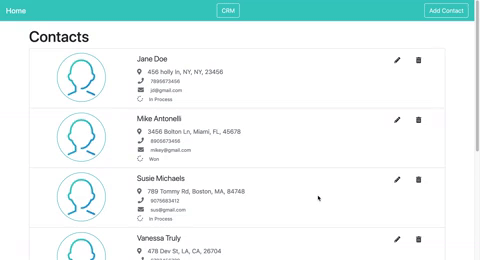 Home
CRM
Add Contact
Contacts
Jane Doe
456 holly ln, NY, NY, 23456
7895673456
jd@gmail.com
In Process
Mike Antonelli
3456 Bolton Ln, Miami, FL, 45678
8905673456
mikey@gmail.com
Won
Susie Michaels
789 Tommy Rd, Boston, MA, 84748
9075683412
sus@gmail.com
In Process
Vanessa Truly
478 Dev St, LA, CA, 26704